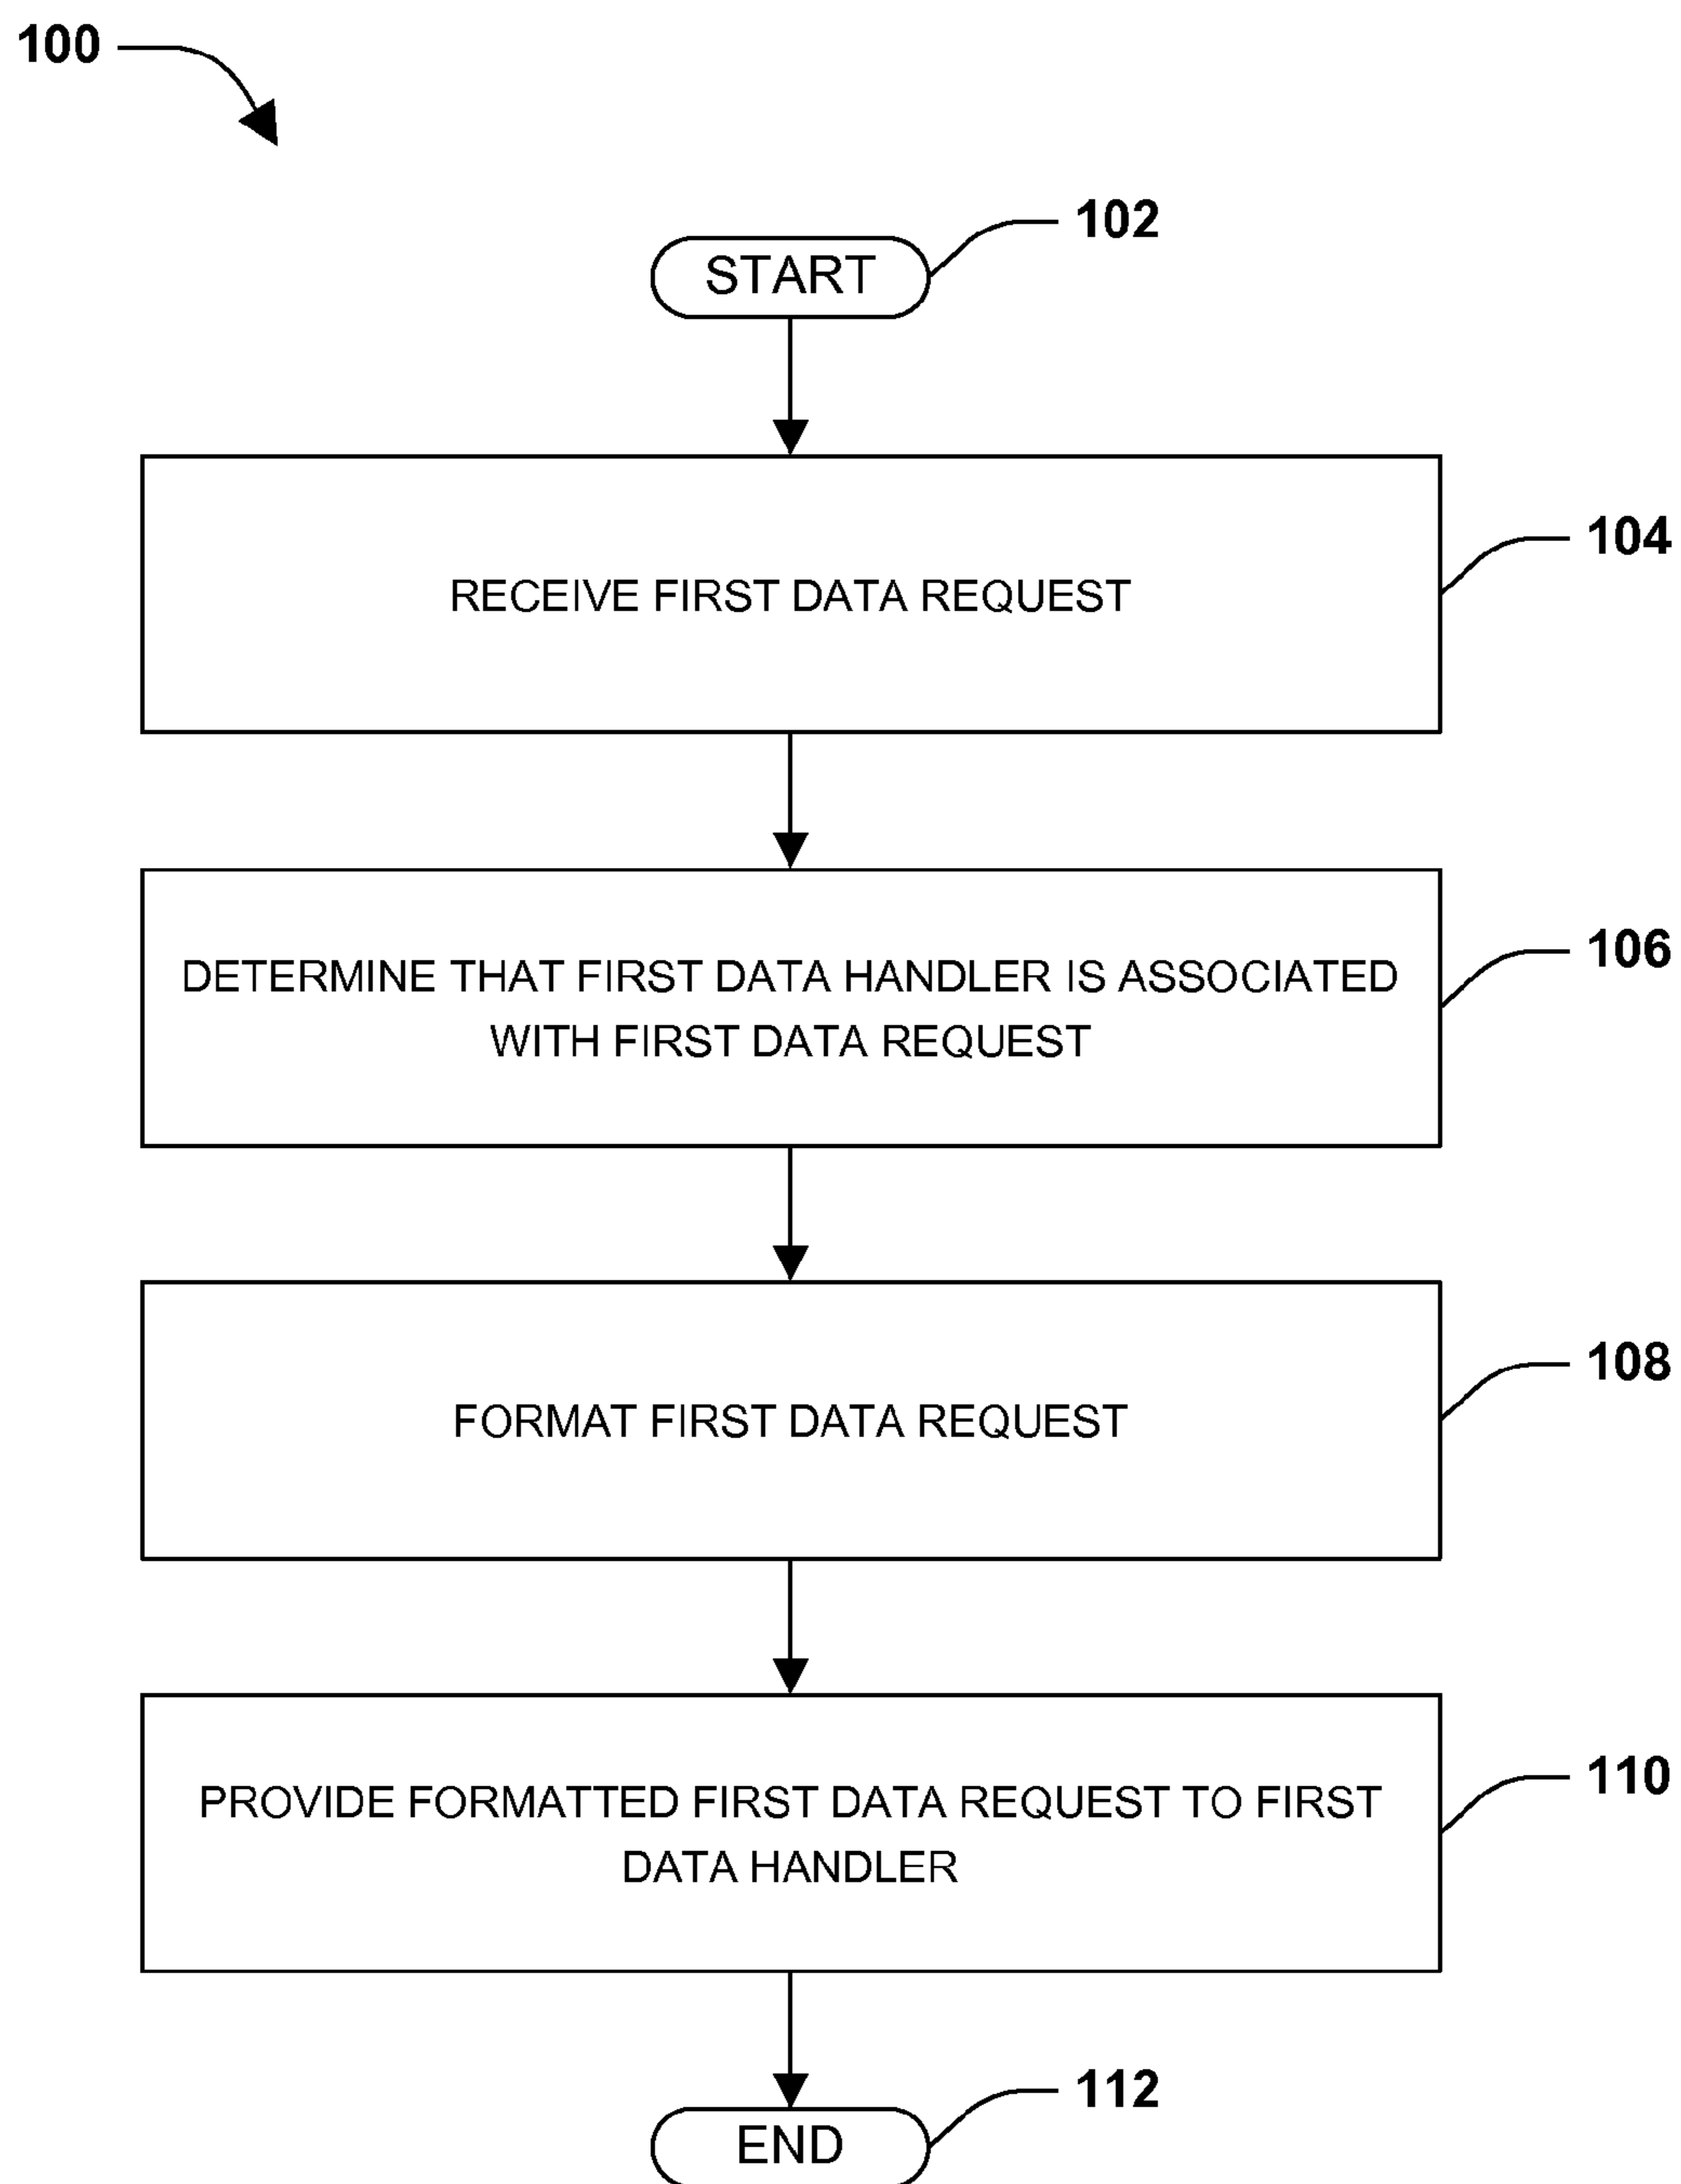 100
102
START
104
RECEIVE FIRST DATA REQUEST
106
DETERMINE THAT FIRST DATA HANDLER IS ASSOCIATED
WITH FIRST DATA REQUEST
108
FORMAT FIRST DATA REQUEST
110
PROVIDE FORMATTED FIRST DATA REQUEST TO FIRST
DATA HANDLER
112
END